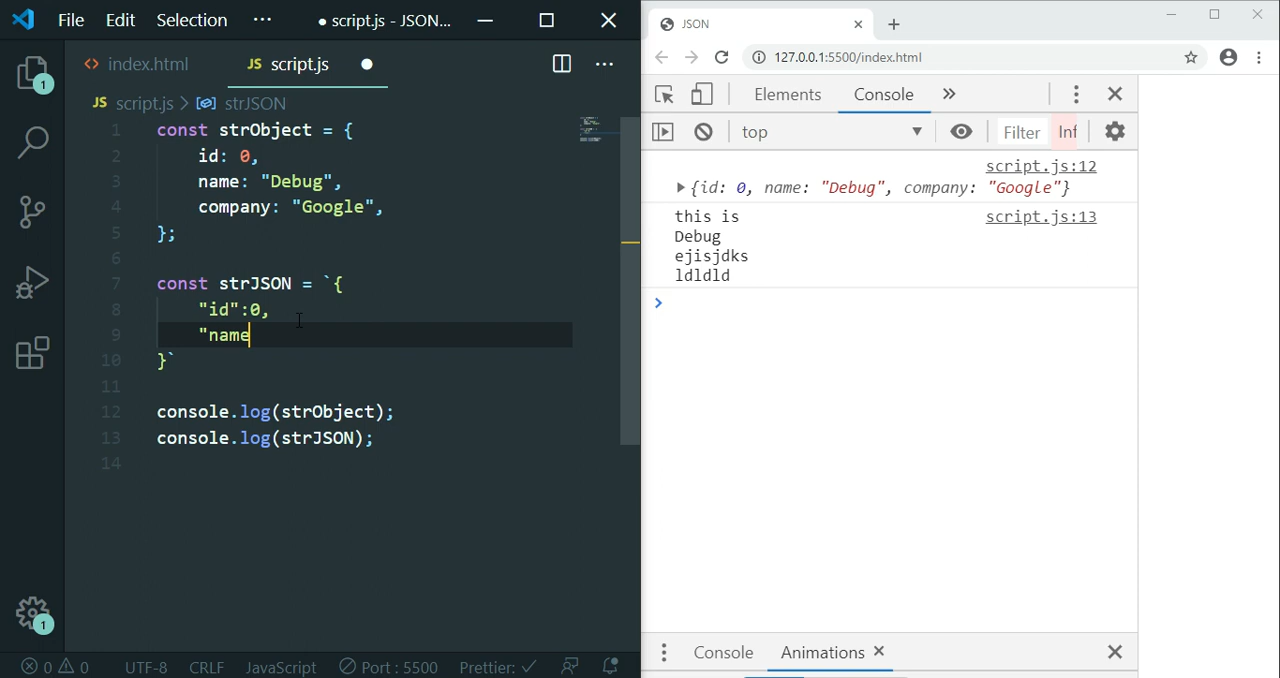 File Edit Selection ··· ● script.js - JSON...
<> index.html JS script.js ● ···
JS script.js > strJSON
1 const strObject = {
2 id: 0,
3 name: "Debug",
4 company: "Google",
5 };
6
7 const strJSON = `{
8 "id":0,
9 "name
10 }`
11
12 console.log(strObject);
13 console.log(strJSON);
14
1
1
0 0 UTF-8 CRLF JavaScript Port : 5500 Prettier: ✓
JSON
127.0.0.1:5500/index.html
Elements Console »
top Filter Inf
script.js:12
{id: 0, name: "Debug", company: "Google"}
this is script.js:13
Debug
ejisjdks
ldldld
>
Console Animations